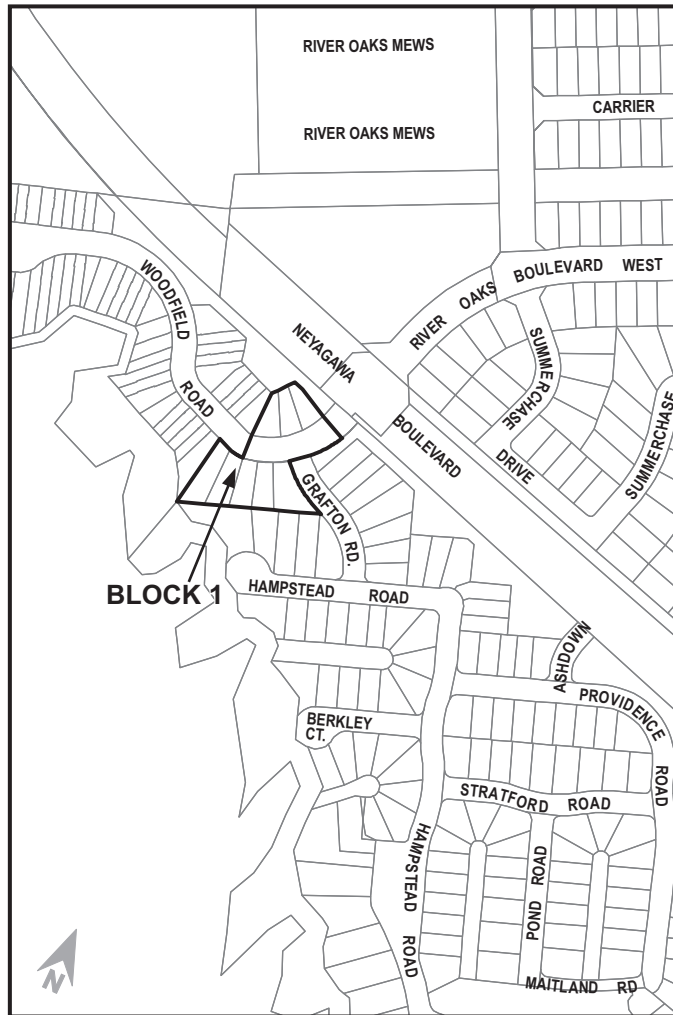 RIVER OAKS MEWS
RIVER OAKS MEWS
CARRIER
WOODFIELD
ROAD
NEYAGAWA
BOULEVARD
RIVER OAKS BOULEVARD WEST
SUMMERCHASE
DRIVE
SUMMERCHASE
GRAFTON RD.
BLOCK 1
HAMPSTEAD ROAD
ASHDOWN
PROVIDENCE
ROAD
BERKLEY
CT.
STRATFORD ROAD
HAMPSTEAD
ROAD
POND ROAD
MAITLAND RD
N